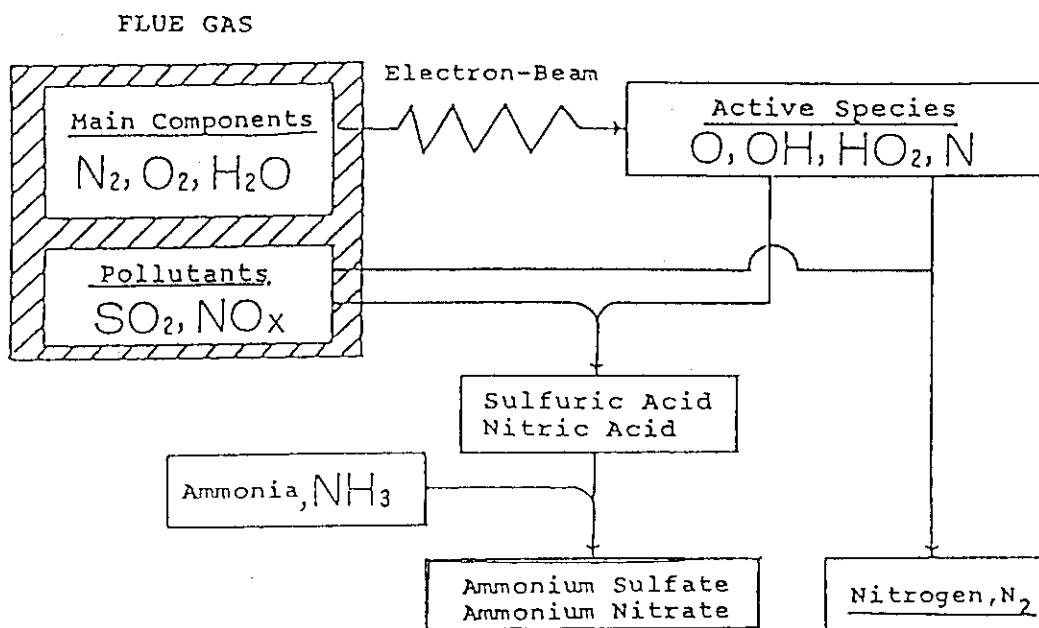 FLUE GAS
Electron-Beam
Main Components
N₂, O₂, H₂O
Active Species
O, OH, HO₂, N
Pollutants
SO₂, NOx
Sulfuric Acid
Nitric Acid
Ammonia, NH₃
Ammonium Sulfate
Ammonium Nitrate
Nitrogen, N₂